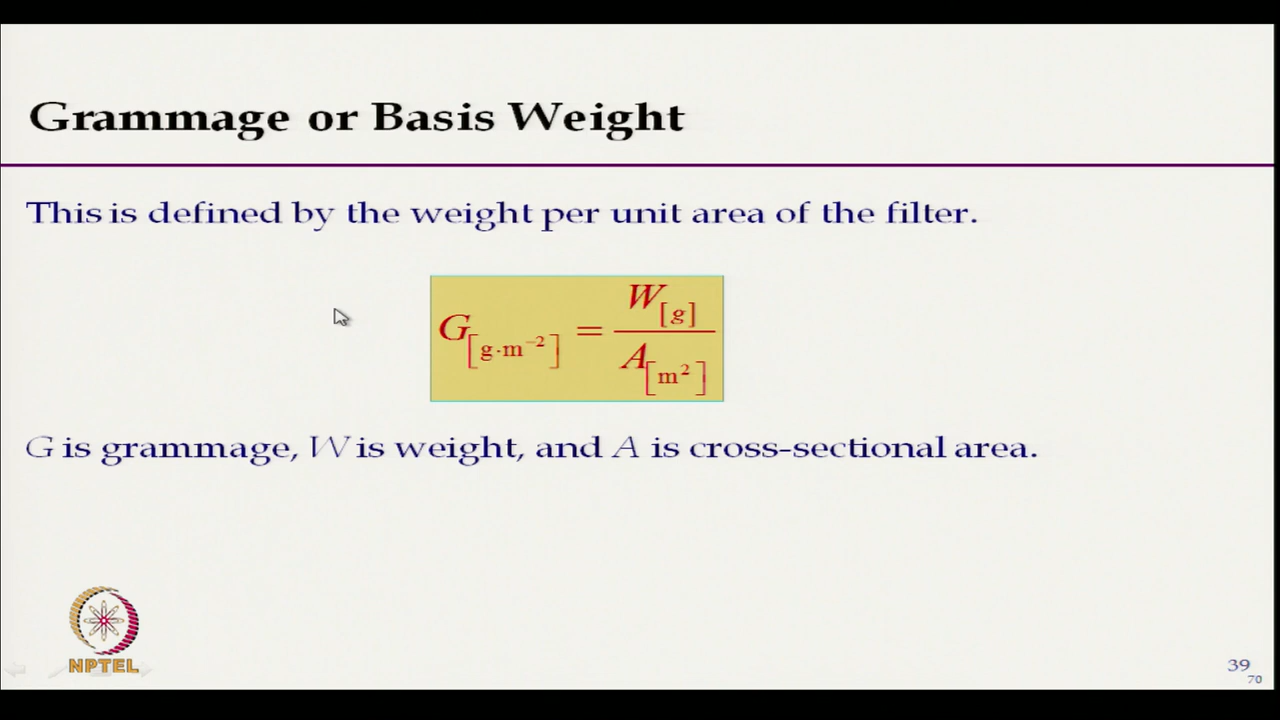 Grammage or Basis Weight
This is defined by the weight per unit area of the filter.
G[g·m⁻²] = W[g] / A[m²]
G is grammage, W is weight, and A is cross-sectional area.
NPTEL
39
70